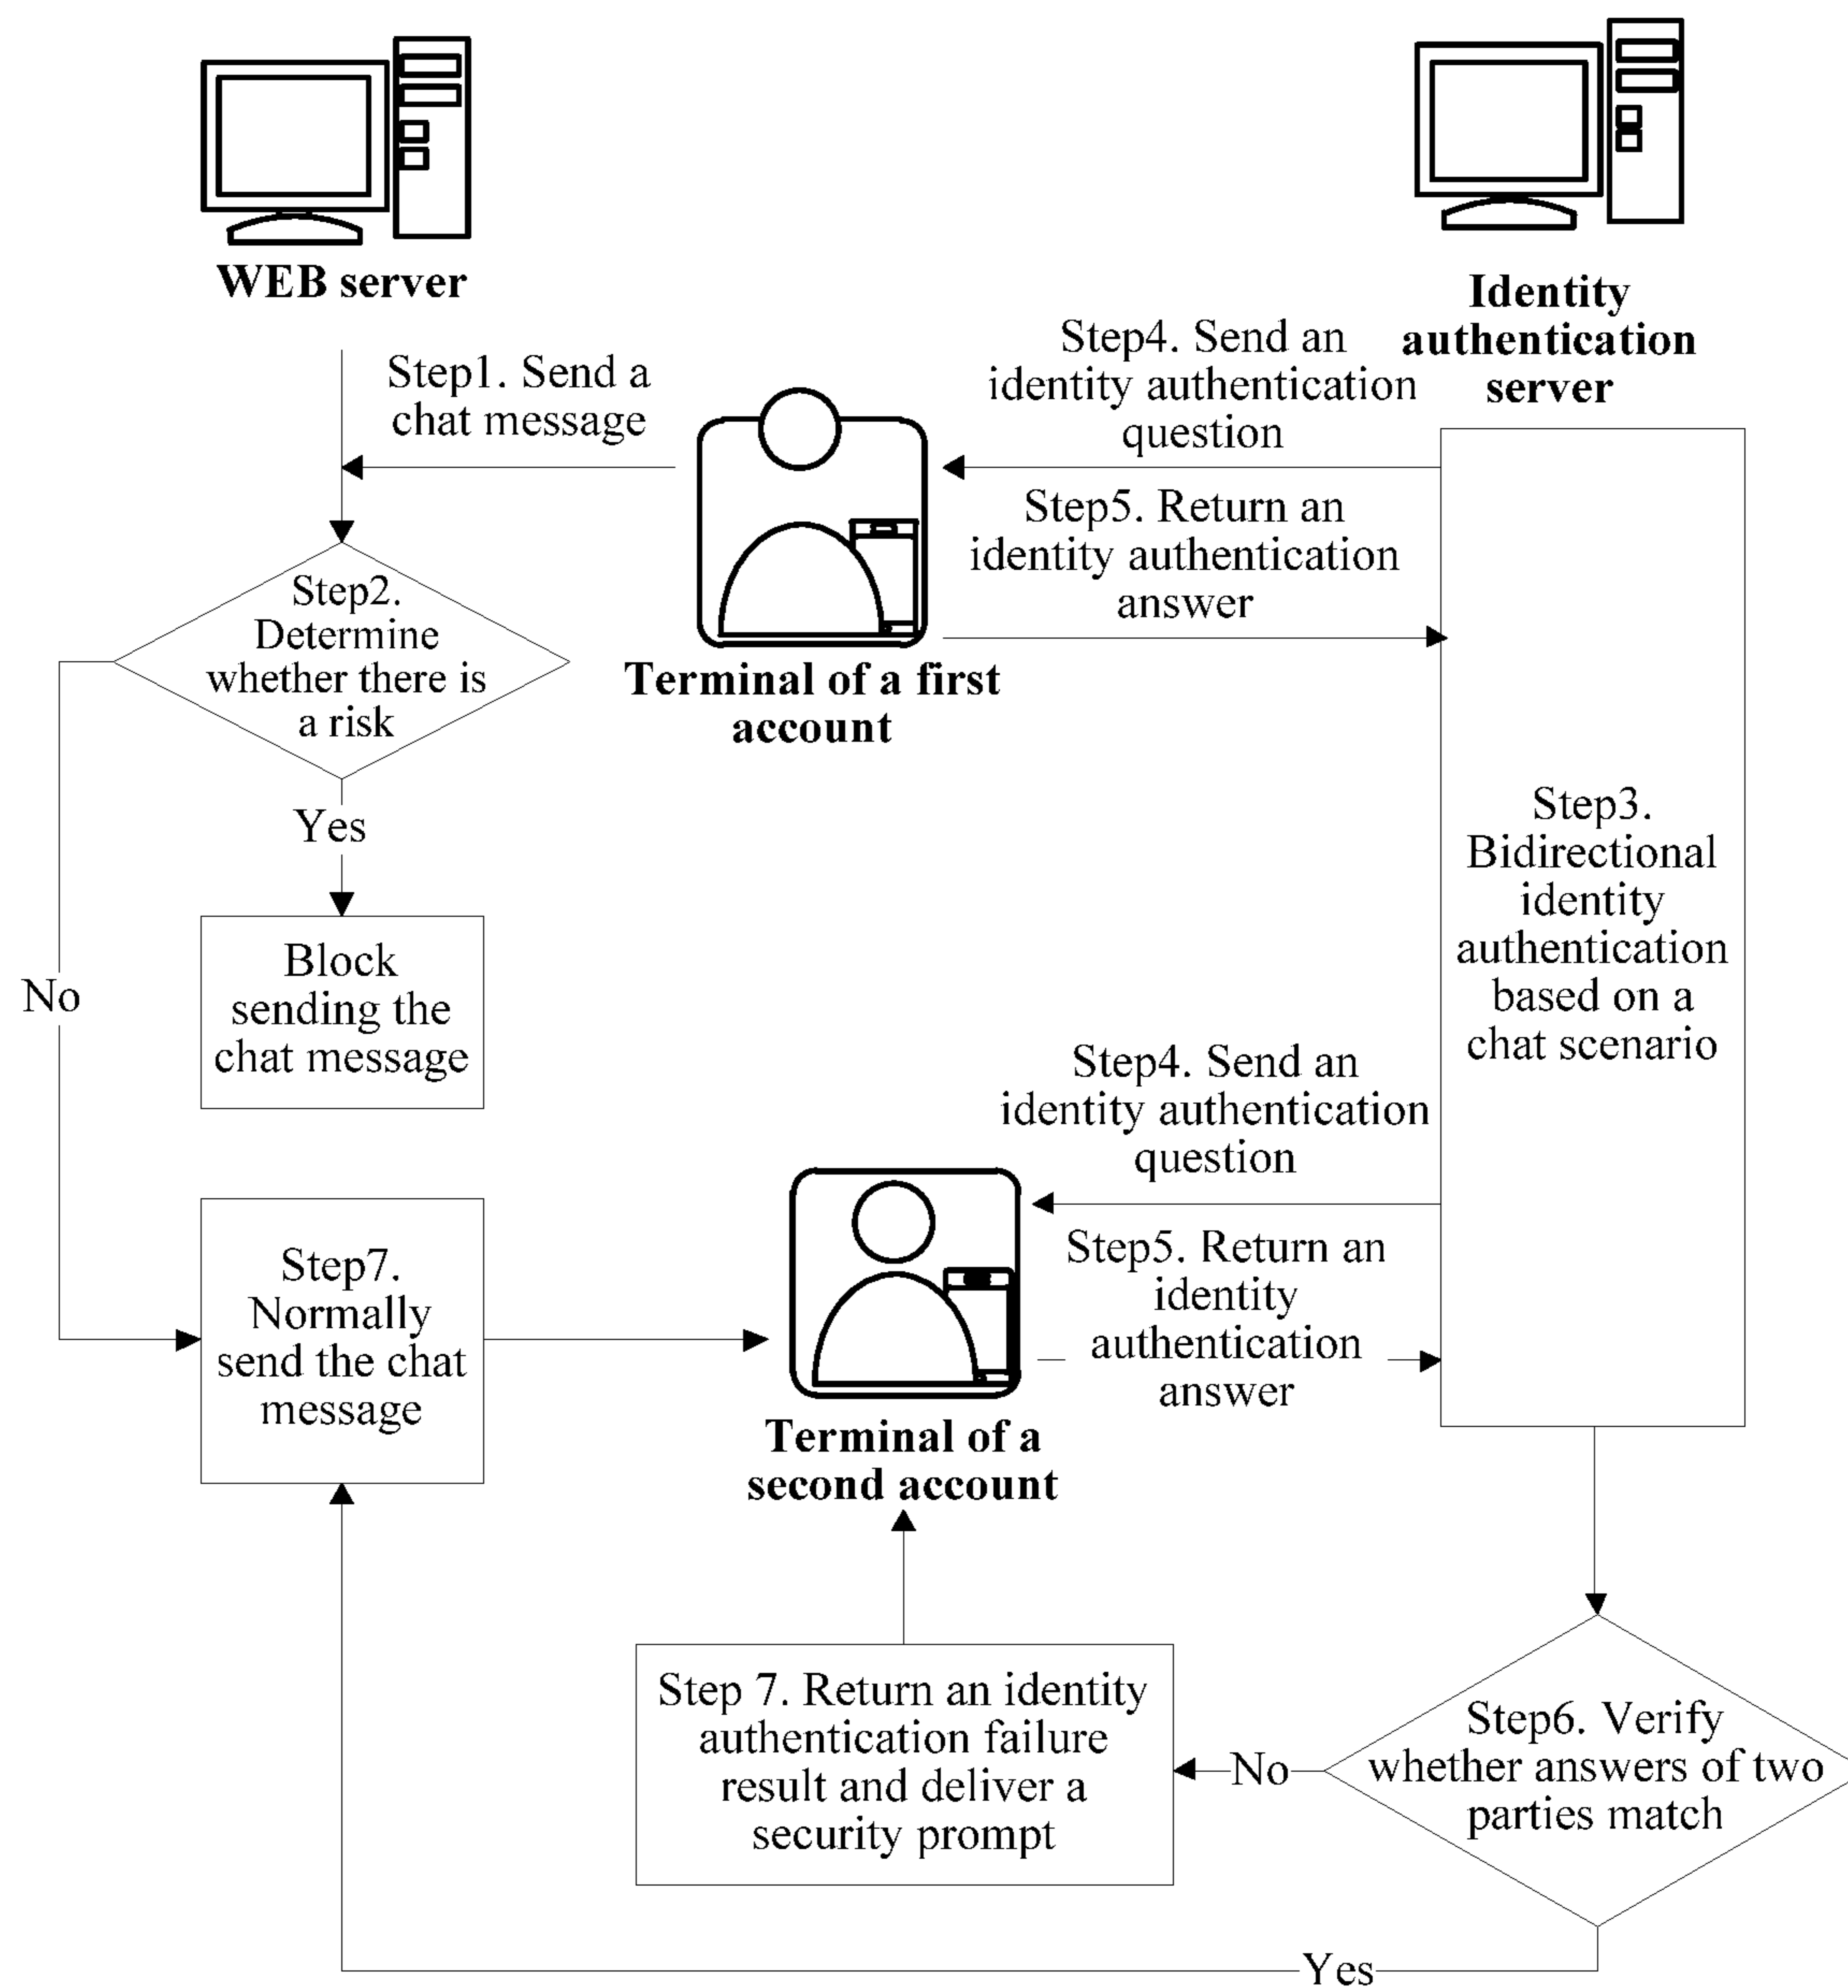 WEB server
Identity
authentication
server
Step1. Send a
chat message
Step4. Send an
identity authentication
question
Step5. Return an
identity authentication
answer
Step2.
Determine
whether there is
a risk
Terminal of a first
account
Yes
No
Block
sending the
chat message
Step3.
Bidirectional
identity
authentication
based on a
chat scenario
Step4. Send an
identity authentication
question
Step5. Return an
identity
authentication
answer
Step7.
Normally
send the chat
message
Terminal of a
second account
Step 7. Return an identity
authentication failure
result and deliver a
security prompt
No
Step6. Verify
whether answers of two
parties match
Yes